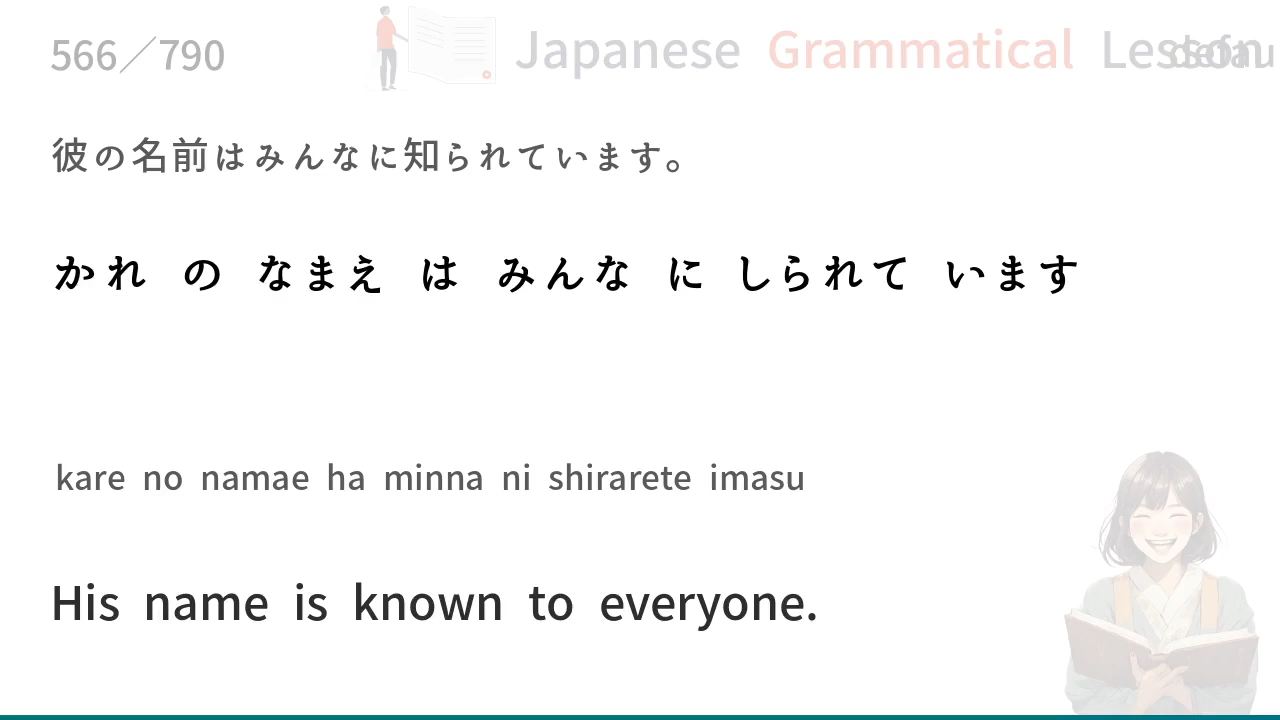 566／790
Japanese Grammatical Lesson
彼の名前はみんなに知られています。
かれ の なまえ は みんな に しられて います
kare no namae ha minna ni shirarete imasu
His name is known to everyone.